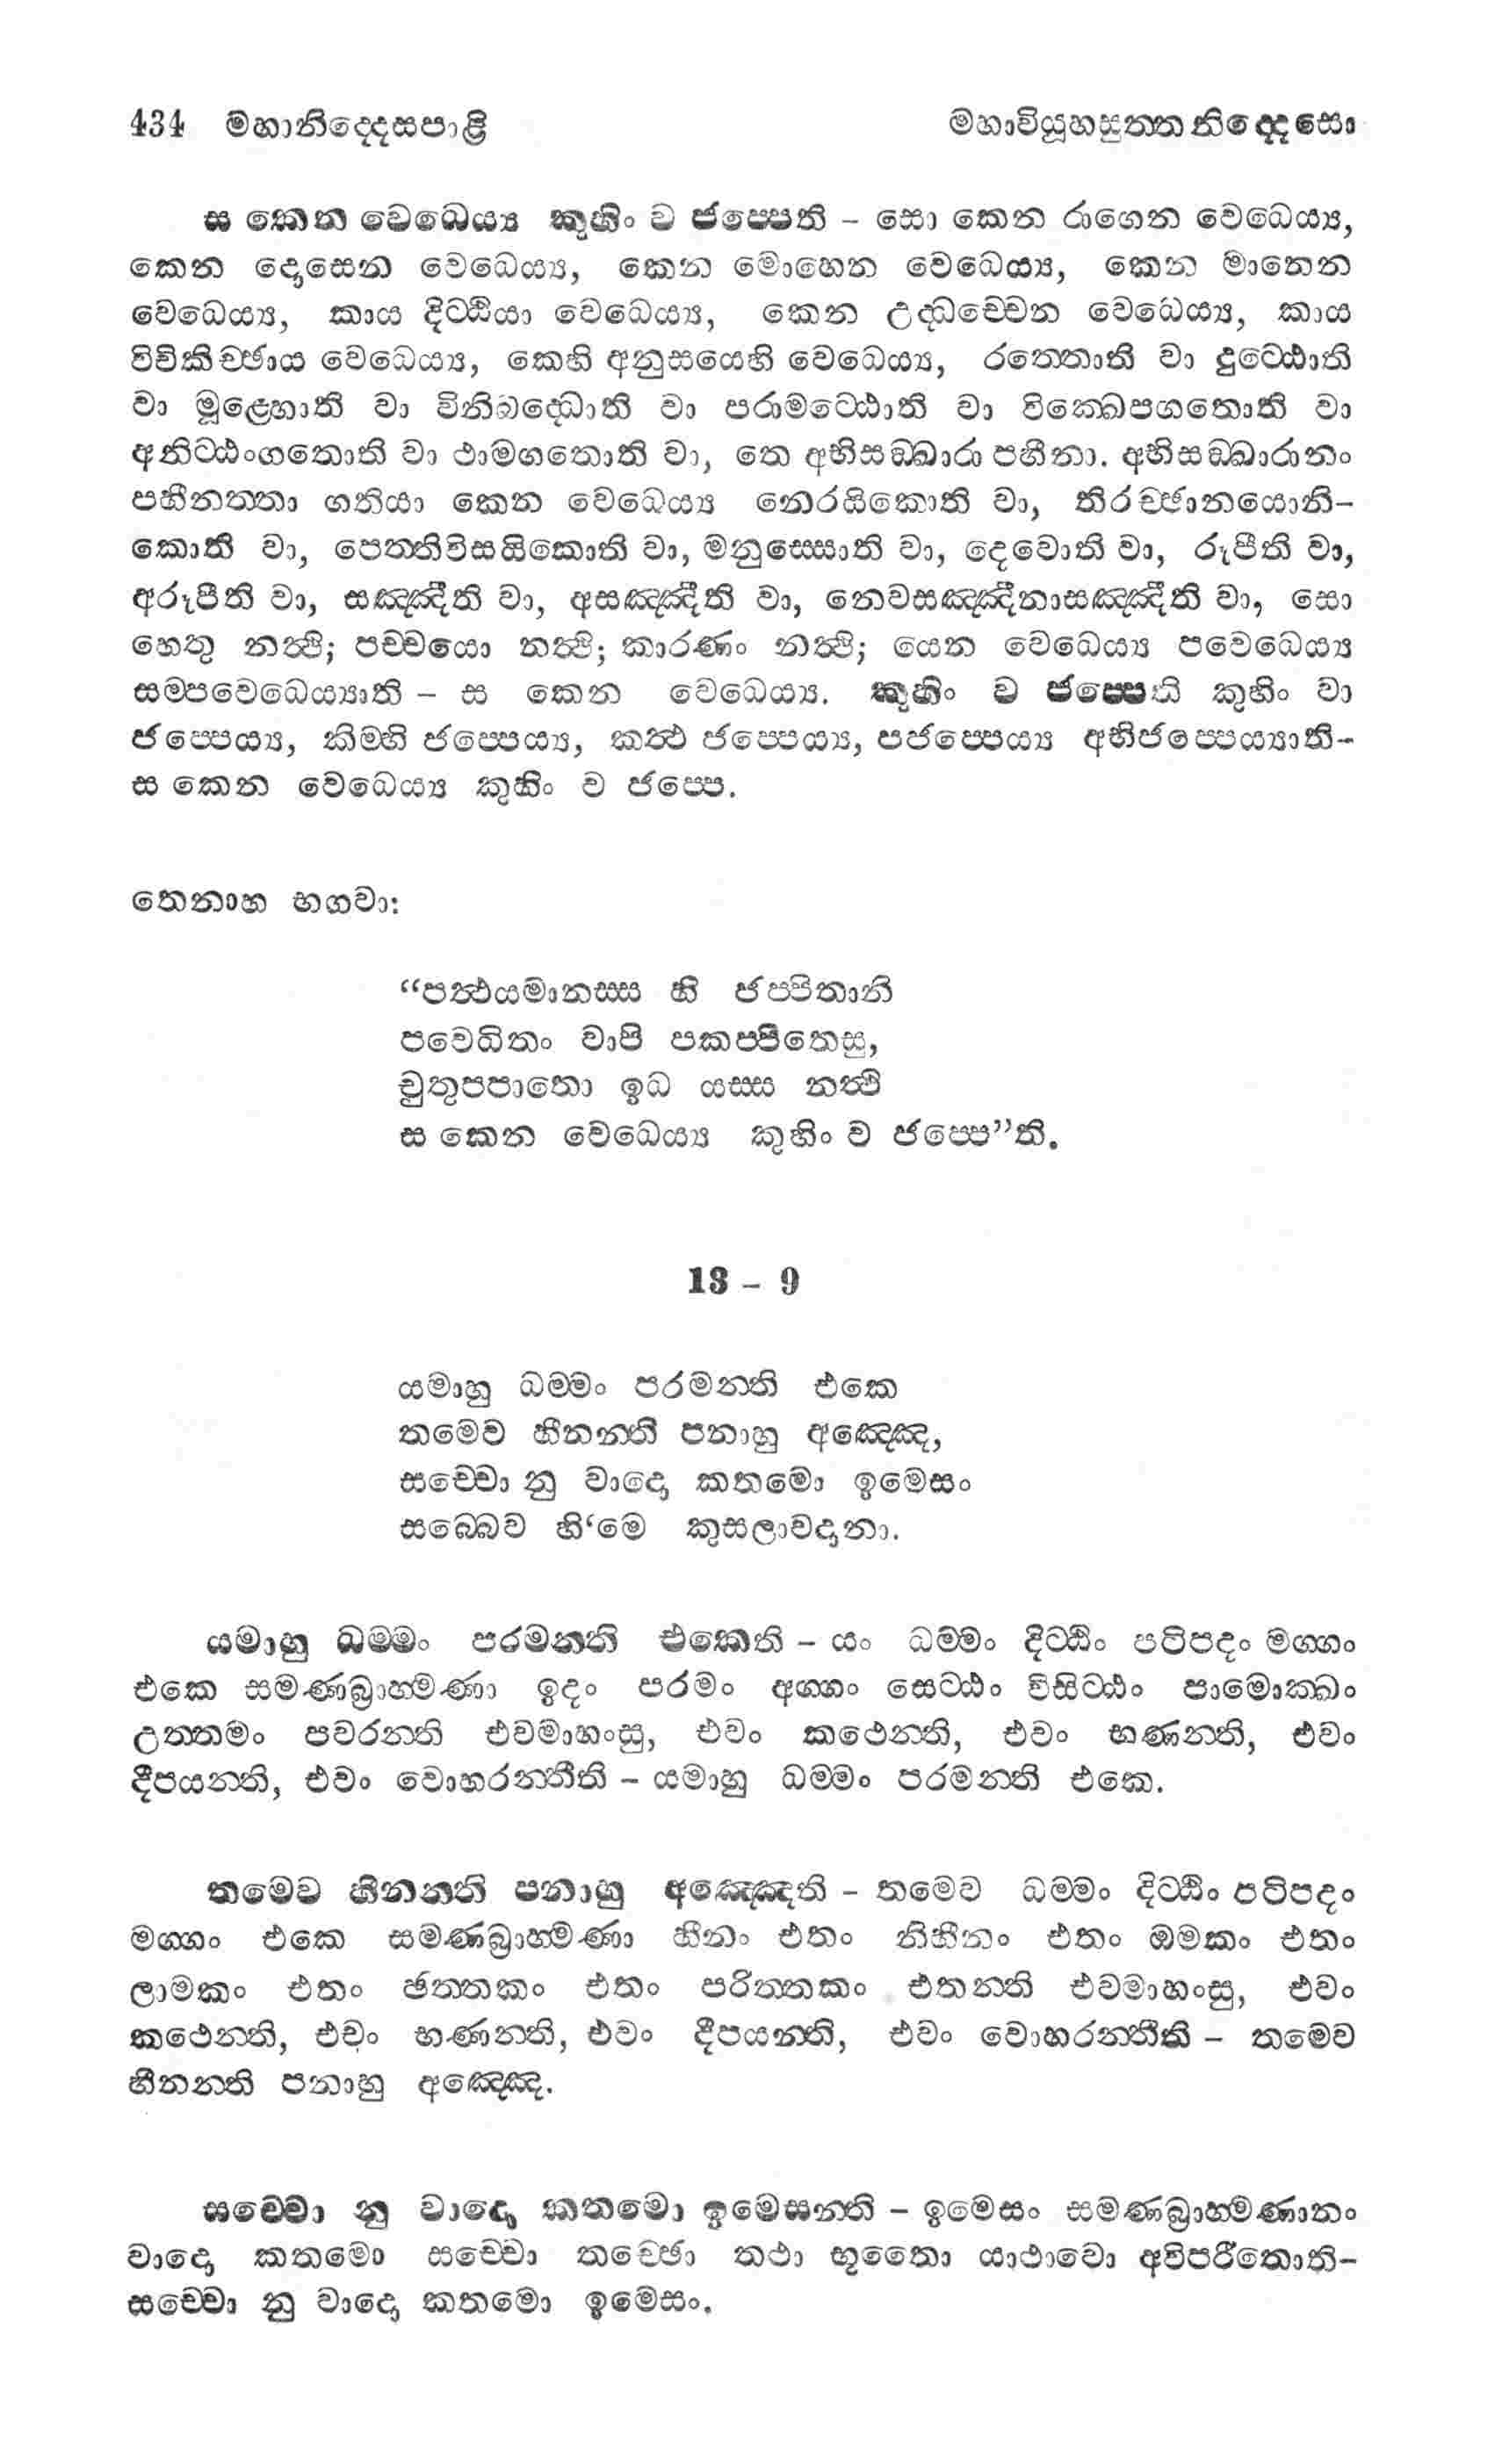 434 මහානිද්දෙසපාළි මහාවියූහසුත්තනිද්දෙසො
ස කෙන වෙධෙය්‍ය කුහිං ච ජප්පෙති – සො කෙන රාගෙන වෙධෙය්‍ය,
කෙන දොසෙන වෙධෙය්‍ය, කෙන මොහෙන වෙධෙය්‍ය, කෙන මානෙන
වෙධෙය්‍ය, කාය දිට්ඨියා වෙධෙය්‍ය, කෙන උද්ධච්චෙන වෙධෙය්‍ය, කාය
විචිකිච්ඡාය වෙධෙය්‍ය, කෙහි අනුසයෙහි වෙධෙය්‍ය, රත්තොති වා දුට්ඨොති
වා මූළ්හොති වා විනිබද්ධොති වා පරාමට්ඨොති වා වික්ඛෙපගතොති වා
අනිට්ඨංගතොති වා ථාමගතොති වා, තෙ අභිසඞ්ඛාරා පහීනා. අභිසඞ්ඛාරානං
පහීනත්තා ගතියා කෙන වෙධෙය්‍ය නෙරයිකොති වා, තිරච්ඡානයොනි-
කොති වා, පෙත්තිවිසයිකොති වා, මනුස්සොති වා, දෙවොති වා, රූපීති වා,
අරූපීති වා, සඤ්ඤීති වා, අසඤ්ඤීති වා, නෙවසඤ්ඤීනාසඤ්ඤීති වා, සො
හෙතු නත්‍ථි; පච්චයො නත්‍ථි; කාරණං නත්‍ථි; යෙන වෙධෙය්‍ය පවෙධෙය්‍ය
සම්පවෙධෙය්‍යාති – ස කෙන වෙධෙය්‍ය. කුහිං ච ජප්පෙති කුහිං වා
ජප්පෙය්‍ය, කිම්හි ජප්පෙය්‍ය, කත්‍ථ ජප්පෙය්‍ය, පජප්පෙය්‍ය අභිජප්පෙය්‍යාති-
ස කෙන වෙධෙය්‍ය කුහිං ච ජප්පෙ.
තෙනාහ භගවා:
“පත්‍ථයමානස්ස හි ජප්පිතානි
පවෙධිතං වාපි පකප්පිතෙසු,
චුතූපපාතො ඉධ යස්ස නත්‍ථි
ස කෙන වෙධෙය්‍ය කුහිං ච ජප්පෙ”ති.
13 – 9
යමාහු ධම්මං පරමන්ති එකෙ
තමෙව හීනන්ති පනාහු අඤ්ඤෙ,
සච්චො නු වාදො කතමො ඉමෙසං
සබ්බෙව හි‘මෙ කුසලාවදානා.
යමාහු ධම්මං පරමන්ති එකෙති – යං ධම්මං දිට්ඨිං පටිපදං මග්ගං
එකෙ සමණබ්‍රාහ්මණා ඉදං පරමං අග්ගං සෙට්ඨං විසිට්ඨං පාමොක්ඛං
උත්තමං පවරන්ති එවමාහංසු, එවං කථෙන්ති, එවං භණන්ති, එවං
දීපයන්ති, එවං වොහරන්තීති – යමාහු ධම්මං පරමන්ති එකෙ.
තමෙව හීනන්ති පනාහු අඤ්ඤෙති – තමෙව ධම්මං දිට්ඨිං පටිපදං
මග්ගං එකෙ සමණබ්‍රාහ්මණා හීනං එතං නිහීනං එතං ඔමකං එතං
ලාමකං එතං ඡත්තකං එතං පරිත්තකං එතන්ති එවමාහංසු, එවං
කථෙන්ති, එවං භණන්ති, එවං දීපයන්ති, එවං වොහරන්තීති – තමෙව
හීනන්ති පනාහු අඤ්ඤෙ.
සච්චො නු වාදො කතමො ඉමෙසන්ති – ඉමෙසං සමණබ්‍රාහ්මණානං
වාදො කතමො සච්චො තච්ඡො තථා භූතො යාථාවො අවිපරීතොති-
සච්චො නු වාදො කතමො ඉමෙසං.